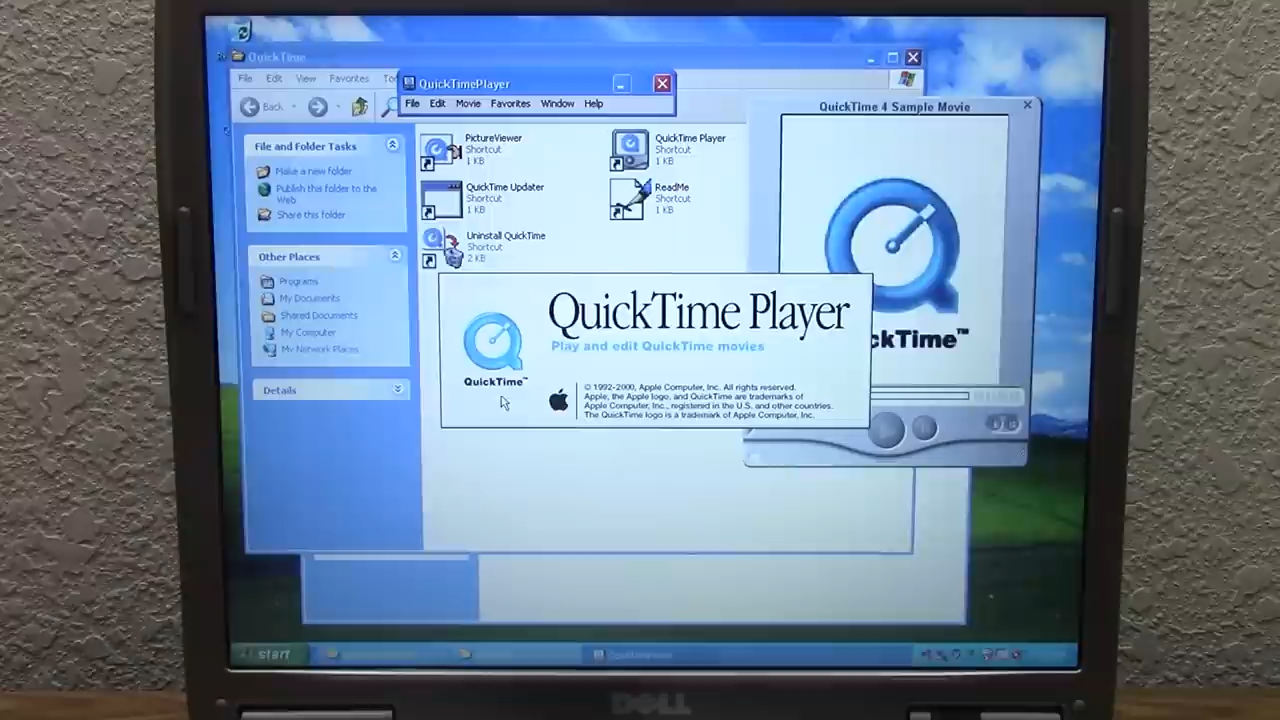 QuickTime
File Edit View Favorites
Back
QuickTimePlayer
File Edit Movie Favorites Window Help
QuickTime 4 Sample Movie
File and Folder Tasks
Make a new folder
Publish this folder to the
Web
Share this folder
Other Places
Programs
My Documents
Shared Documents
My Computer
My Network Places
Details
PictureViewer
Shortcut
1 KB
QuickTime Player
Shortcut
1 KB
QuickTime Updater
Shortcut
1 KB
ReadMe
Shortcut
1 KB
Uninstall QuickTime
Shortcut
2 KB
QuickTime Player
Play and edit QuickTime movies
QuickTime™
© 1992-2000, Apple Computer, Inc. All rights reserved.
Apple, the Apple logo, and QuickTime are trademarks of
Apple Computer, Inc., registered in the U.S. and other countries.
The QuickTime logo is a trademark of Apple Computer, Inc.
ckTime™
start
DELL